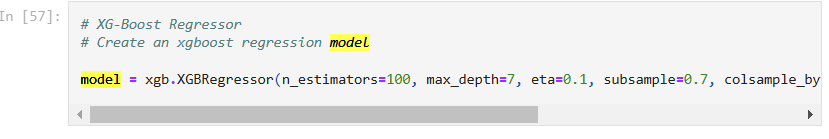 In [57]:
# XG-Boost Regressor
# Create an xgboost regression model
model = xgb.XGBRegressor(n_estimators=100, max_depth=7, eta=0.1, subsample=0.7, colsample_by